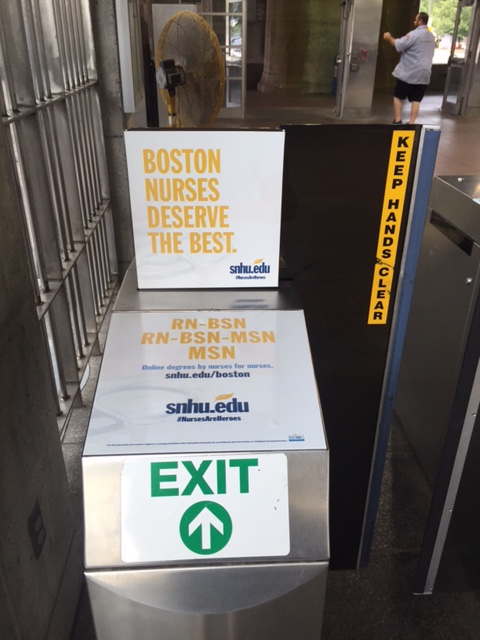 BOSTON
NURSES
DESERVE
THE BEST.
snhu.edu
#NursesAreHeroes
KEEP HANDS CLEAR
RN-BSN
RN-BSN-MSN
MSN
Online degrees by nurses for nurses.
snhu.edu/boston
snhu.edu
#NursesAreHeroes
EXIT